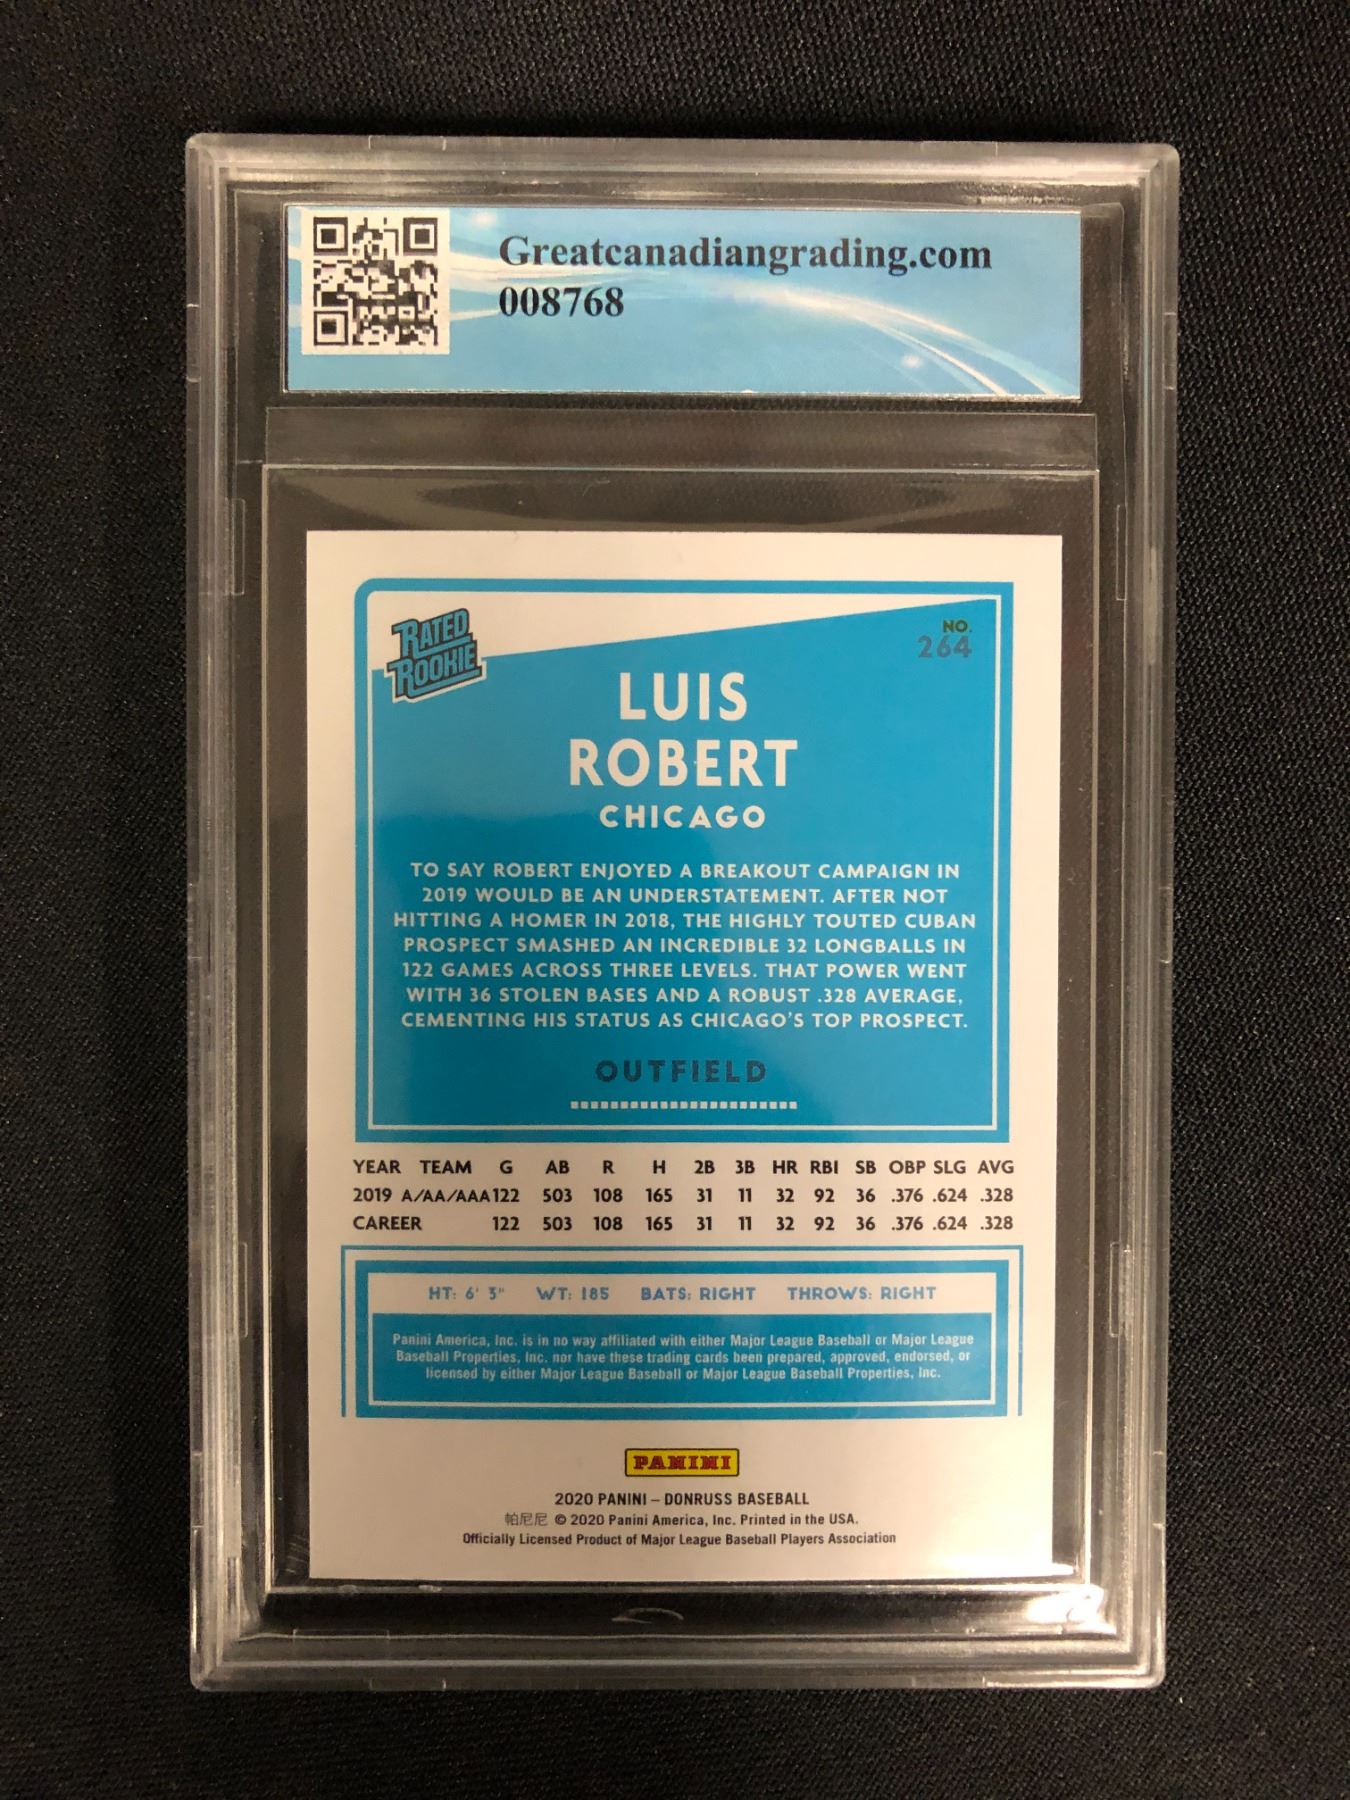 Greatcanadiangrading.com
008768
RATED
ROOKIE
NO.
264
LUIS
ROBERT
CHICAGO
TO SAY ROBERT ENJOYED A BREAKOUT CAMPAIGN IN
2019 WOULD BE AN UNDERSTATEMENT. AFTER NOT
HITTING A HOMER IN 2018, THE HIGHLY TOUTED CUBAN
PROSPECT SMASHED AN INCREDIBLE 32 LONGBALLS IN
122 GAMES ACROSS THREE LEVELS. THAT POWER WENT
WITH 36 STOLEN BASES AND A ROBUST .328 AVERAGE,
CEMENTING HIS STATUS AS CHICAGO'S TOP PROSPECT.
OUTFIELD
YEAR TEAM G AB R H 2B 3B HR RBI SB OBP SLG AVG
2019 A/AA/AAA 122 503 108 165 31 11 32 92 36 .376 .624 .328
CAREER 122 503 108 165 31 11 32 92 36 .376 .624 .328
HT: 6' 3" WT: 185 BATS: RIGHT THROWS: RIGHT
Panini America, Inc. is in no way affiliated with either Major League Baseball or Major League
Baseball Properties, Inc. nor have these trading cards been prepared, approved, endorsed, or
licensed by either Major League Baseball or Major League Baseball Properties, Inc.
PANINI
2020 PANINI – DONRUSS BASEBALL
帕尼尼 © 2020 Panini America, Inc. Printed in the USA.
Officially Licensed Product of Major League Baseball Players Association